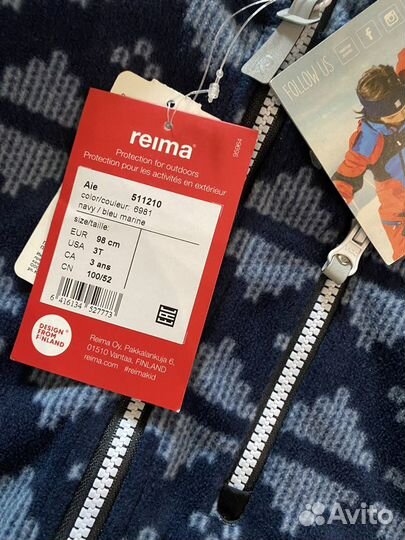 FOLLOW US
reima®
Protection for outdoors
Protection pour les activités en extérieur
Aie 511210
color/couleur: 6981
navy / bleu marine
size/taille:
EUR 98 cm
USA 3T
CA 3 ans
CN 100/52
6 416134 527773
EAC
DESIGN
FROM
FINLAND
Reima Oy, Pakkalankuja 6,
01510 Vantaa, FINLAND
reima.com #reimakid
Avito